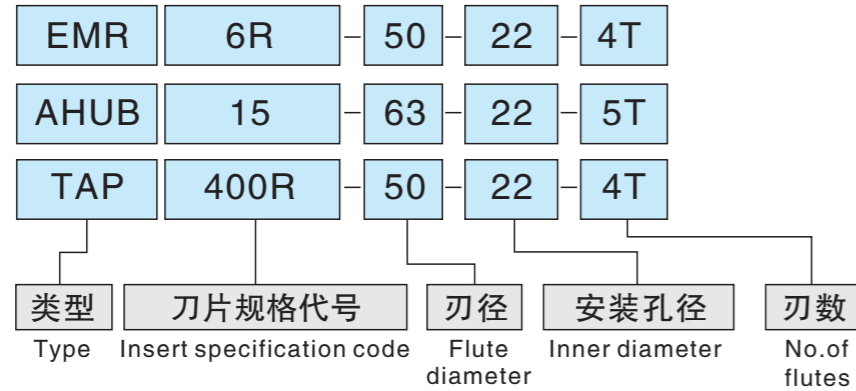 EMR 6R - 50 - 22 - 4T
AHUB 15 - 63 - 22 - 5T
TAP 400R - 50 - 22 - 4T
类型 刀片规格代号 刃径 安装孔径 刃数
Type Insert specification code Flute diameter Inner diameter No.of flutes